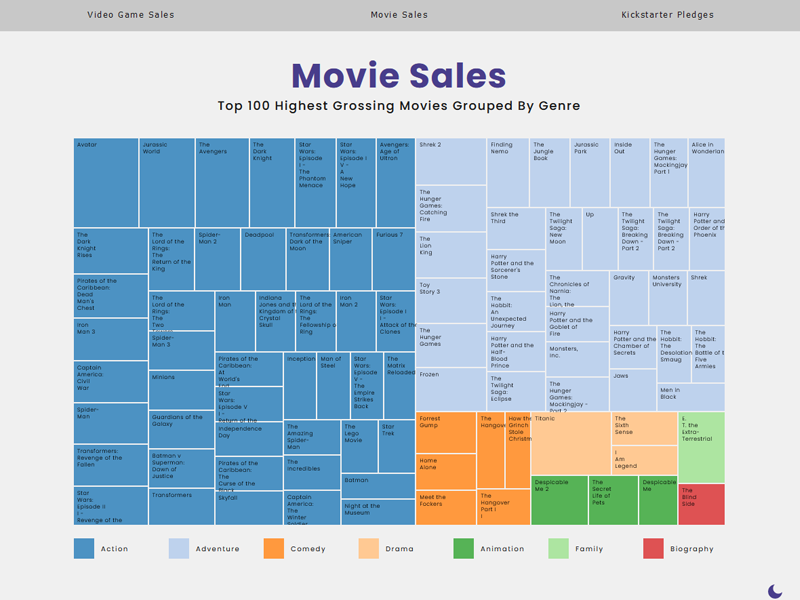 Video Game Sales
Movie Sales
Kickstarter Pledges
Movie Sales
Top 100 Highest Grossing Movies Grouped By Genre
Avatar
Jurassic
World
The
Avengers
The
Dark
Knight
Star
Wars:
Episode
I -
The
Phantom
Menace
Star
Wars:
Episode I
V -
A
New
Hope
Avengers:
Age of
Ultron
The
Dark
Knight
Rises
The
Lord of the
Rings:
The
Return of the
King
Spider-
Man 2
Deadpool
Transformers:
Dark of the
Moon
American
Sniper
Furious 7
Pirates of the
Caribbean:
Dead
Man's
Chest
The
Lord of the
Rings:
The
Two
Iron
Man
Indiana
Jones and th
Kingdom of t
Crystal
Skull
The
Lord of the
Rings:
The
Fellowship o
Ring
Iron
Man 2
Star
Wars:
Episode
I -
Attack of th
Clones
Iron
Man 3
Spider-
Man 3
Pirates of the
Caribbean:
At
World's
End
Inception
Man of
Steel
Star
Wars:
Episode
V -
The
Empire
Strikes
Back
The
Matrix
Reloaded
Captain
America:
Civil
War
Minions
Star
Wars:
Episode V
I -
Return of the
Spider-
Man
Guardians of the
Galaxy
Independence
Day
The
Amazing
Spider-
Man
The
Lego
Movie
Star
Trek
Transformers:
Revenge of the
Fallen
Batman v
Superman:
Dawn of
Justice
Pirates of the
Caribbean:
The
Curse of the
The
Incredibles
Batman
Star
Wars:
Episode II
I -
Revenge of the
Transformers
Skyfall
Captain
America:
The
Winter
Soldier
Night at the
Museum
Shrek 2
Finding
Nemo
The
Jungle
Book
Jurassic
Park
Inside
Out
The
Hunger
Games:
Mockingjay
Part 1
Alice in
Wonderlan
The
Hunger
Games:
Catching
Fire
Shrek the
Third
The
Twilight
Saga:
New
Moon
Up
The
Twilight
Saga:
Breaking
Dawn -
Part 2
The
Twilight
Saga:
Breaking
Dawn -
Part 2
Harry
Potter and
Order of th
Phoenix
The
Lion
King
Harry
Potter and the
Sorcerer's
Stone
The
Chronicles of
Narnia:
The
Lion, the
Gravity
Monsters
University
Shrek
Toy
Story 3
The
Hobbit:
An
Unexpected
Journey
Harry
Potter and the
Goblet of
Fire
The
Hunger
Games
Harry
Potter and the
Half-
Blood
Prince
Monsters,
Inc.
Harry
Potter and the
Chamber of
Secrets
The
Hobbit:
The
Desolation
Smaug
The
Hobbit:
The
Battle of t
Five
Armies
Frozen
The
Twilight
Saga:
Eclipse
The
Hunger
Games:
Mockingjay -
Part 2
Jaws
Men in
Black
Forrest
Gump
The
Hangov
How the
Grinch
Stole
Christm
Home
Alone
Meet the
Fockers
The
Hangover
Part I
I
Titanic
The
Sixth
Sense
I
Am
Legend
E.
T. the
Extra-
Terrestrial
Despicable
Me 2
The
Secret
Life of
Pets
Despicable
Me
The
Blind
Side
Action
Adventure
Comedy
Drama
Animation
Family
Biography